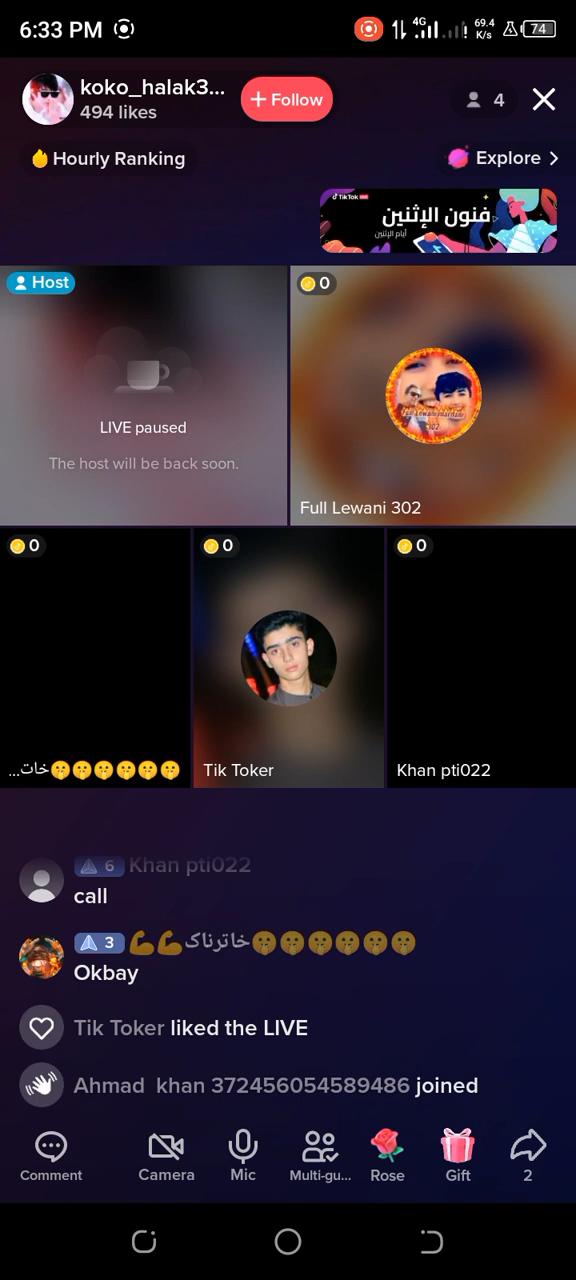 6:33 PM
4G
69.4 K/s
74
koko_halak3...
494 likes
+ Follow
4
Hourly Ranking
Explore
TikTok LIVE
فنون الإثنين
أيام الإثنين
Host
0
LIVE paused
The host will be back soon.
Full Lewani 302
0
0
0
خات...🤫🤫🤫🤫🤫🤫
Tik Toker
Khan pti022
6 Khan pti022
call
3 💪💪خاترناک🤫🤫🤫🤫🤫🤫
Okbay
Tik Toker liked the LIVE
Ahmad khan 372456054589486 joined
Comment
Camera
Mic
Multi-gu...
Rose
Gift
2